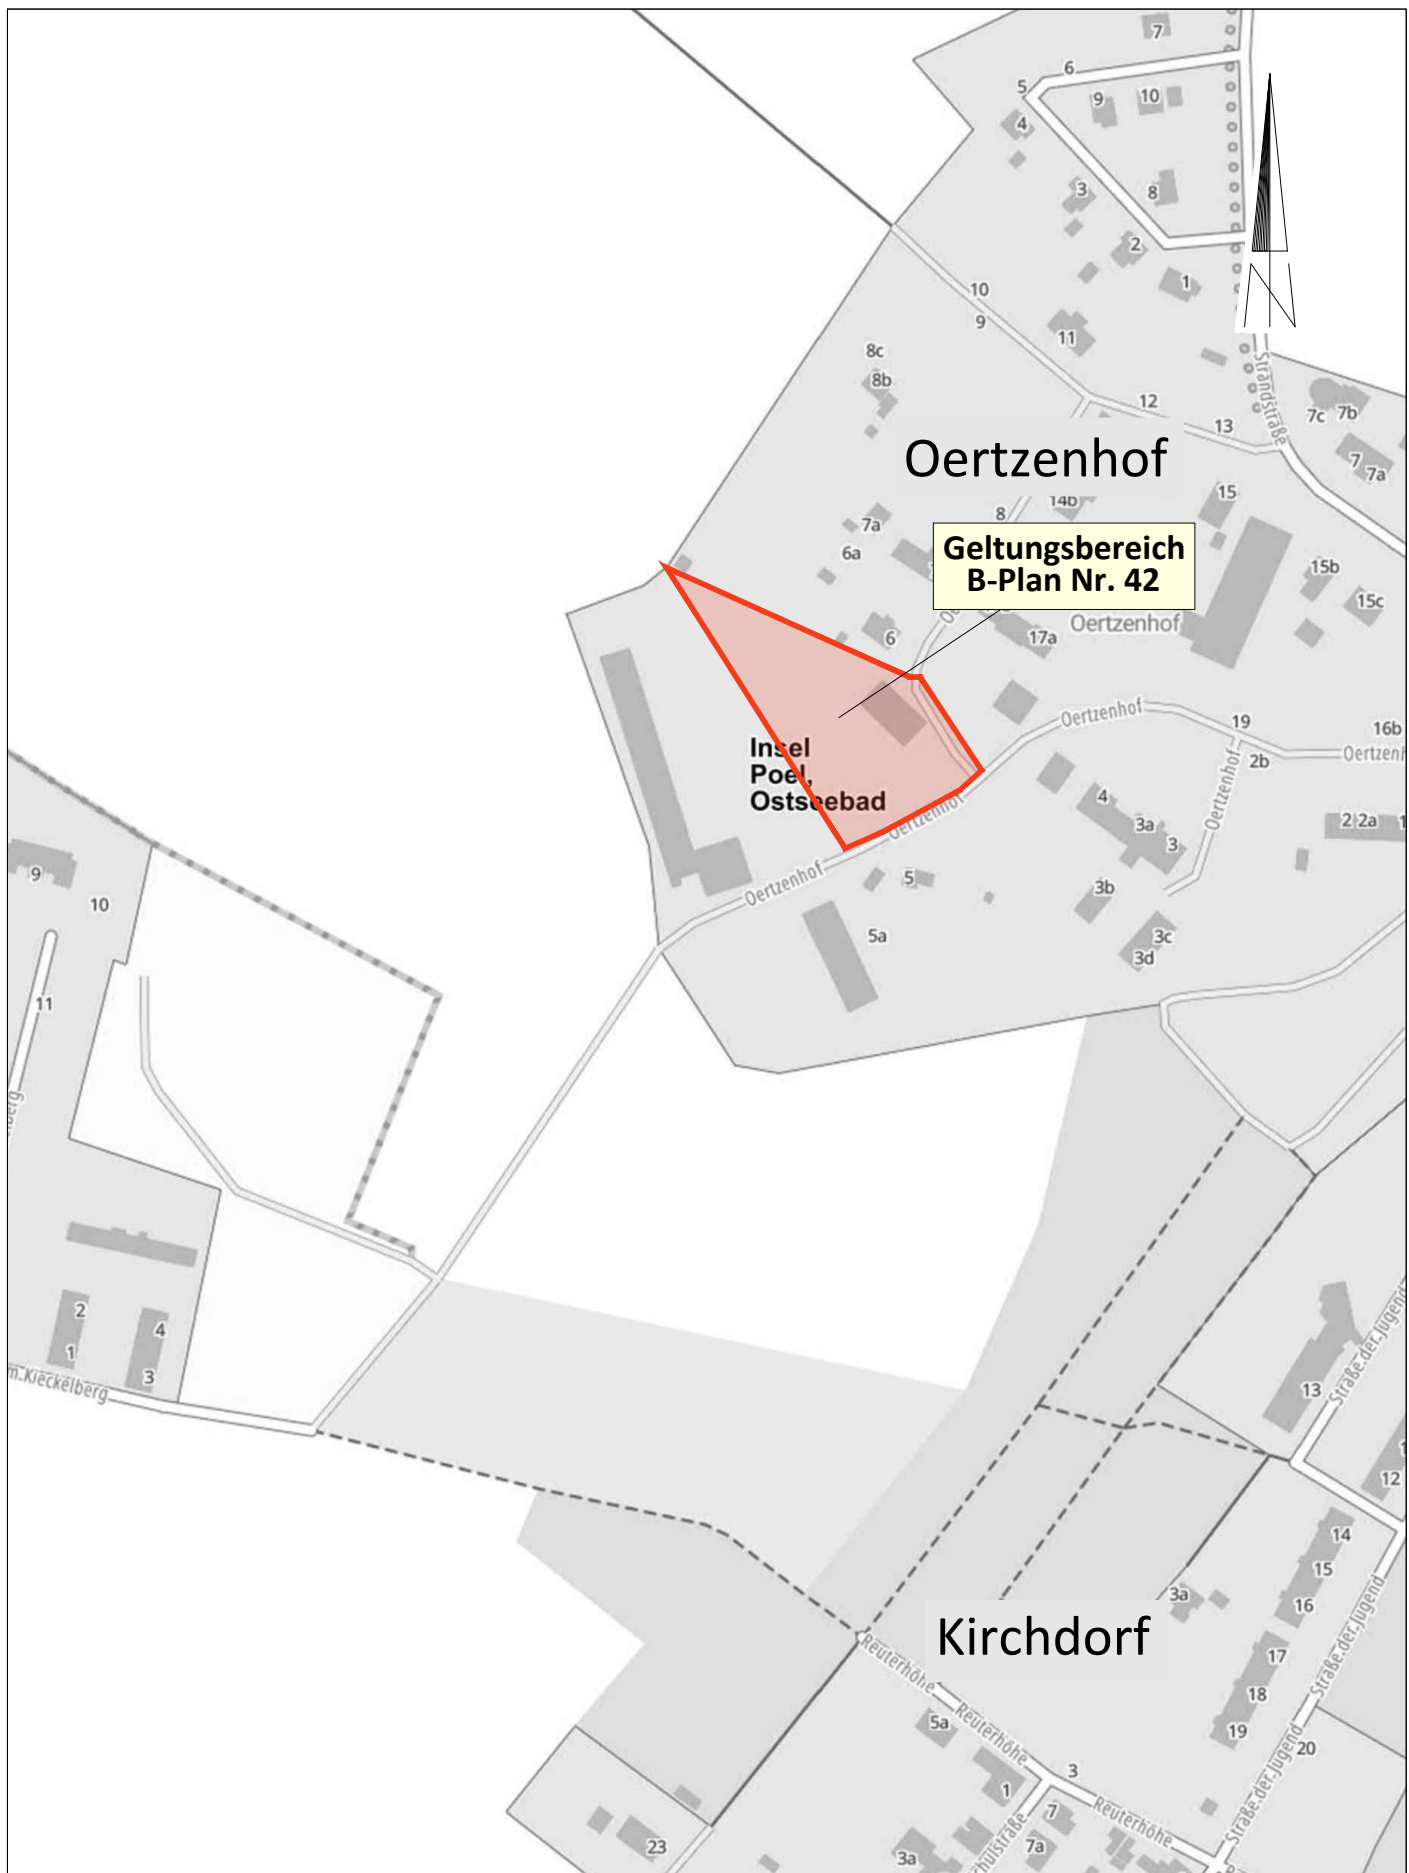 7
6
5
9
10
4
3
8
2
1
10
9
11
8c
8b
12
13
Strandstraße
7c
7b
7
7a
Oertzenhof
14b
15
8
7a
6a
Geltungsbereich
B-Plan Nr. 42
15b
15c
6
17a
Oertzenhof
Oertzenhof
19
16b
2b
Insel
Poel,
Ostseebad
Oertzenhof
4
3a
3
2
2a
Oertzenhof
Oertzenhof
5
3b
5a
3c
3d
9
10
11
2
4
1
3
m.Kieckelberg
13
Straße.der.Jugend
12
14
15
16
3a
Straße.der.Jugend
Kirchdorf
17
18
19
Reuterhöhe
5a
Reuterhöhe
3
1
7
Reuterhöhe
20
Straße.der.Jugend
23
3a
7a